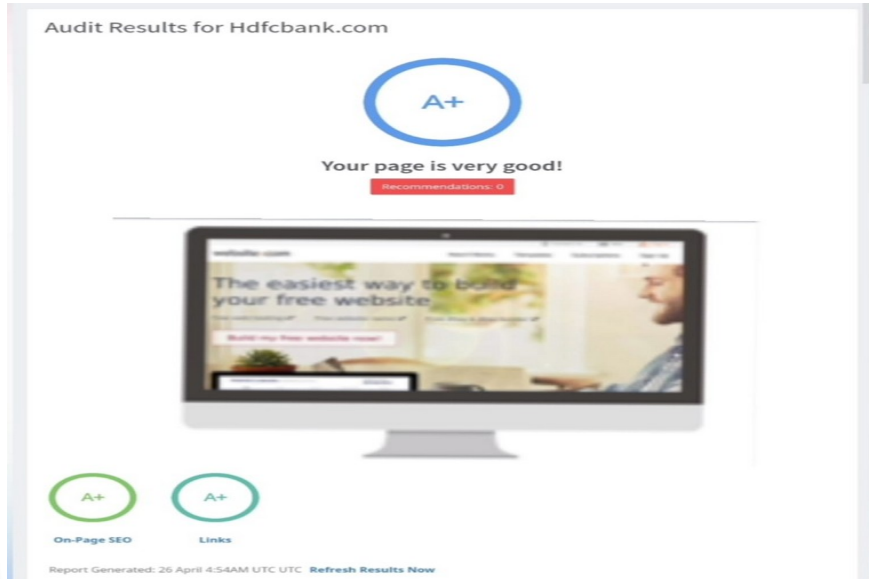 Audit Results for Hdfcbank.com
A+
Your page is very good!
Recommendations: 0
The easiest way to build
your free website
Build my free website now!
A+
A+
On-Page SEO
Links
Report Generated: 26 April 4:54AM UTC UTC Refresh Results Now